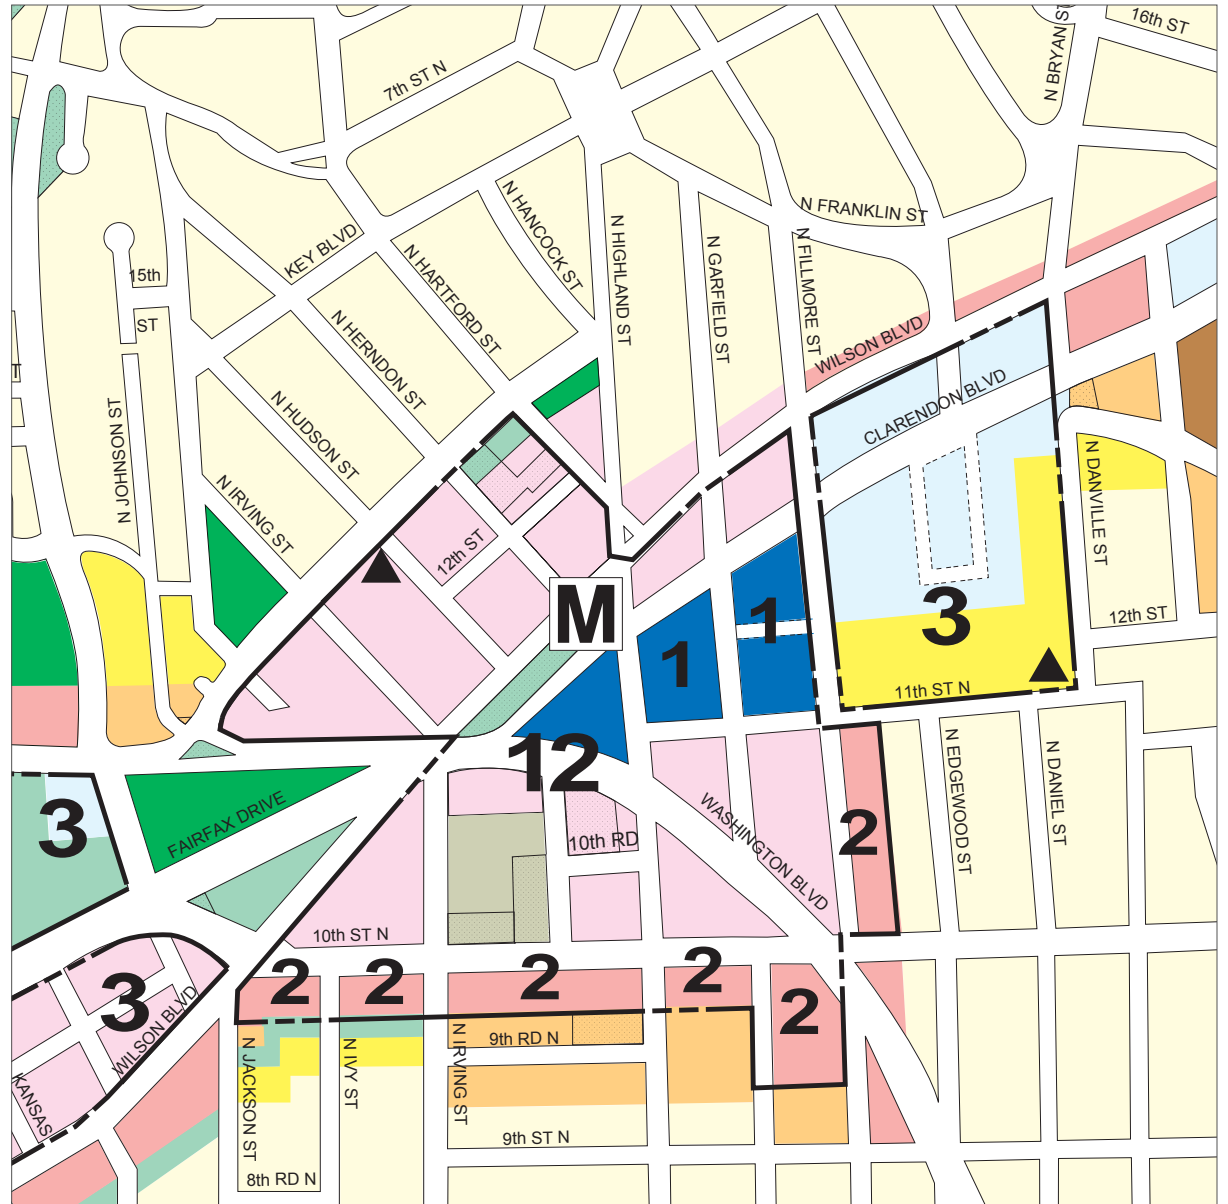 16th ST
N BRYAN ST
7th ST N
N HANCOCK ST
N FRANKLIN ST
N HIGHLAND ST
N GARFIELD ST
N FILLMORE ST
KEY BLVD
N HARTFORD ST
15th
ST
N HERNDON ST
WILSON BLVD
T
CLARENDON BLVD
N HUDSON ST
N JOHNSON ST
N IRVING ST
N DANVILLE ST
12th ST
M
1
1
3
12th ST
11th ST N
12
N EDGEWOOD ST
N DANIEL ST
3
FAIRFAX DRIVE
WASHINGTON BLVD
10th RD
2
10th ST N
2
2
2
2
2
3
WILSON BLVD
KANSAS
N JACKSON ST
N IVY ST
N IRVING ST
9th RD N
9th ST N
8th RD N